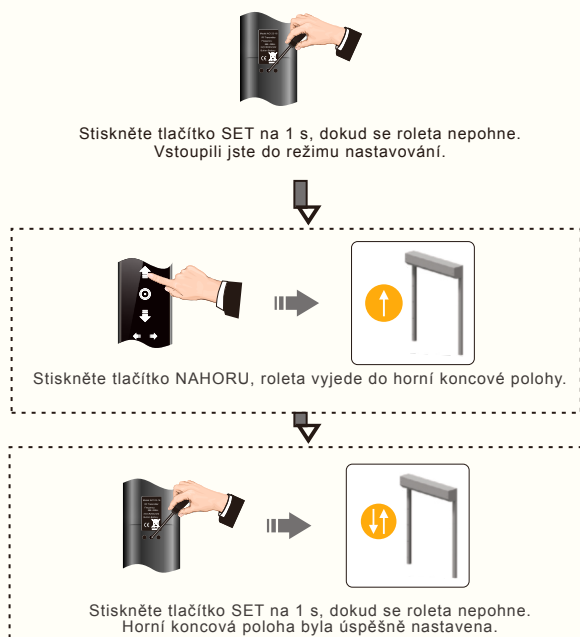 Stiskněte tlačítko SET na 1 s, dokud se roleta nepohne.
Vstoupili jste do režimu nastavování.
Stiskněte tlačítko NAHORU, roleta vyjede do horní koncové polohy.
Stiskněte tlačítko SET na 1 s, dokud se roleta nepohne.
Horní koncová poloha byla úspěšně nastavena.